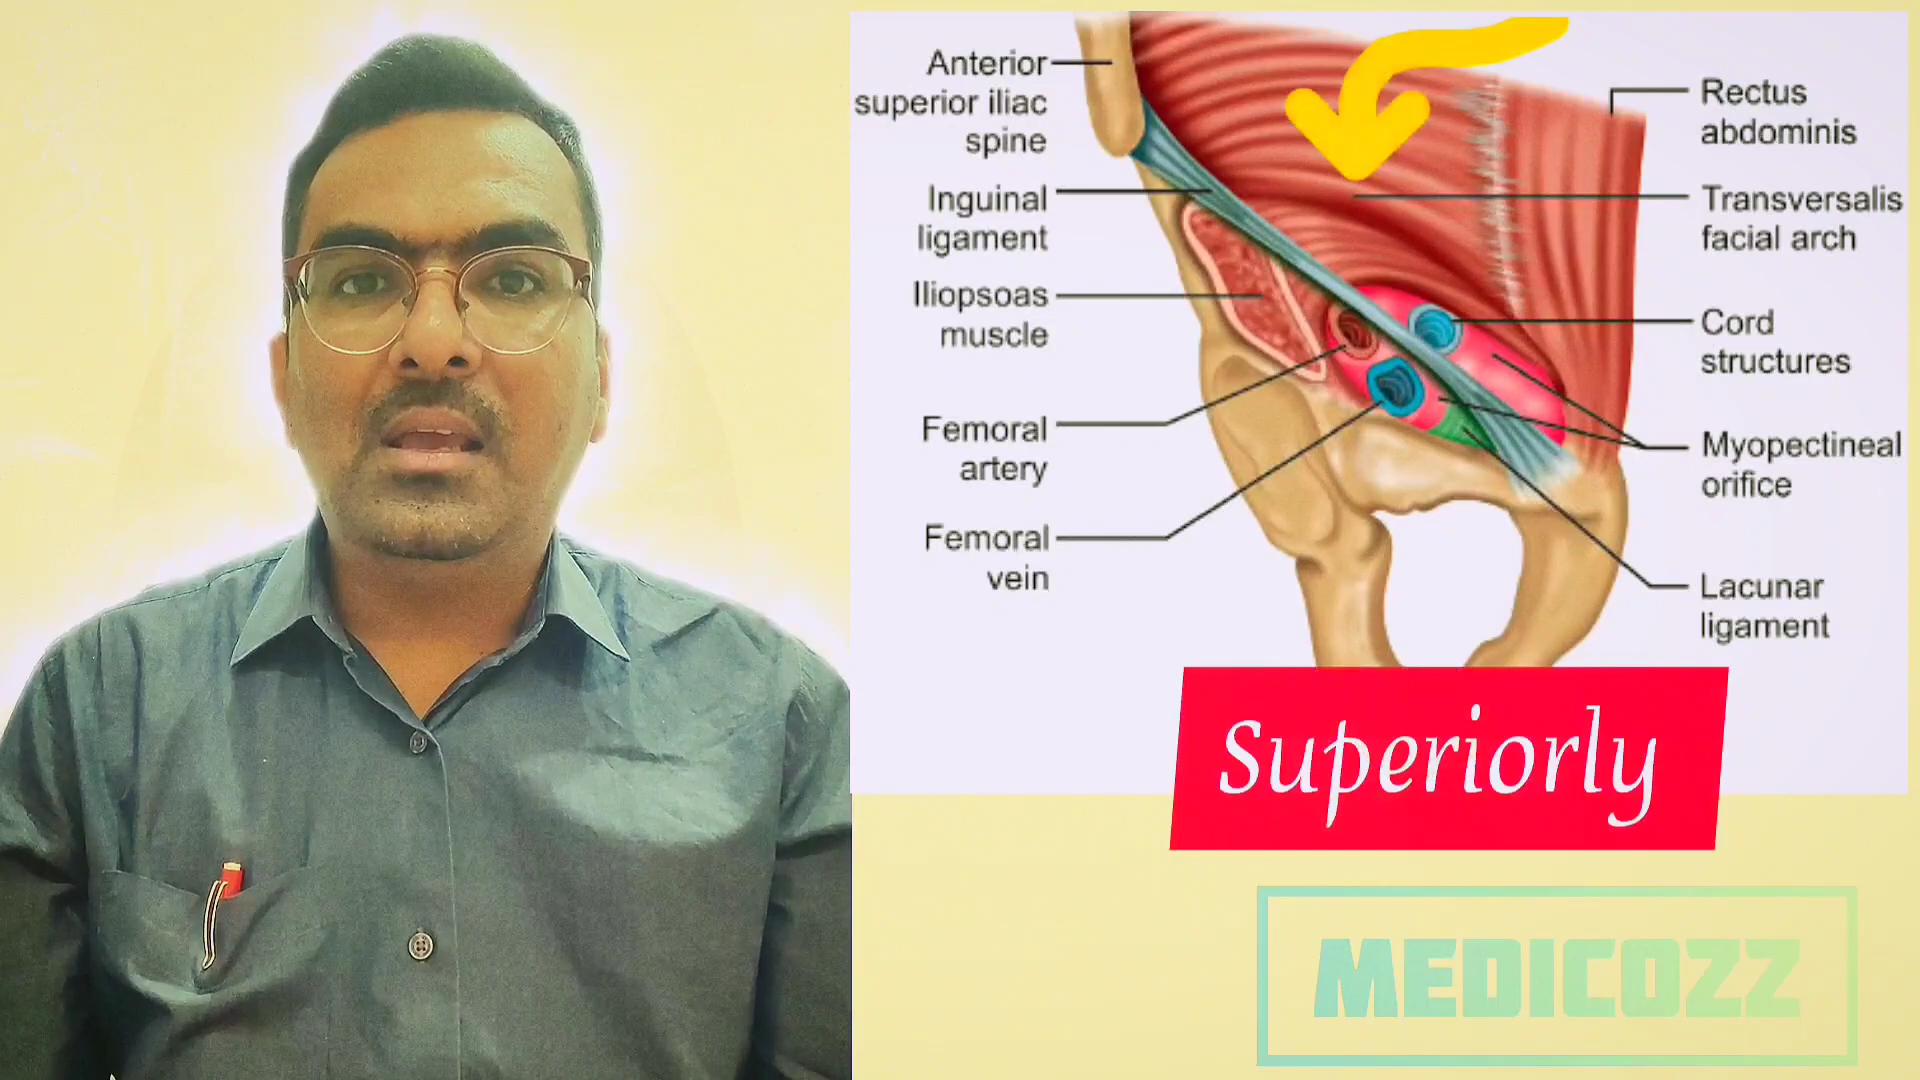 Anterior
superior iliac
spine
Inguinal
ligament
Iliopsoas
muscle
Femoral
artery
Femoral
vein
Rectus
abdominis
Transversalis
facial arch
Cord
structures
Myopectineal
orifice
Lacunar
ligament
Superiorly
MEDICOZZ